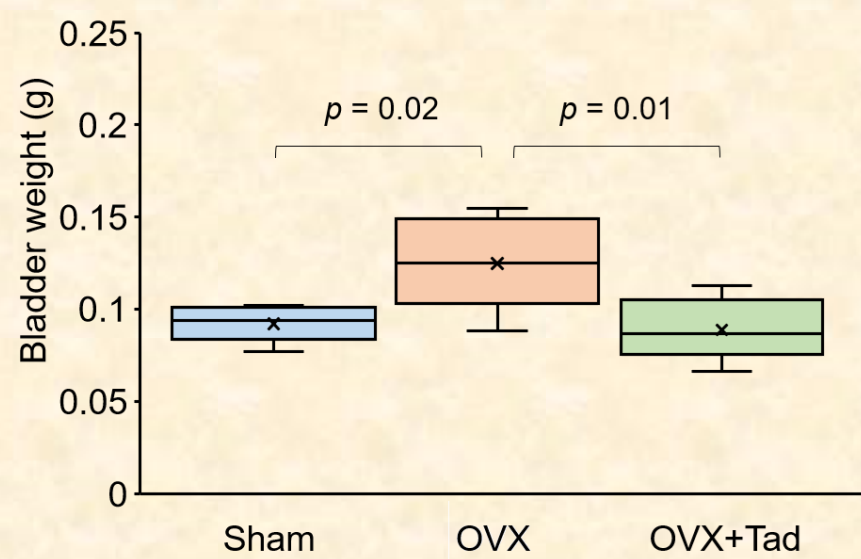 Bladder weight (g)
0.25
0.2
0.15
0.1
0.05
0
p = 0.02
p = 0.01
Sham
OVX
OVX+Tad